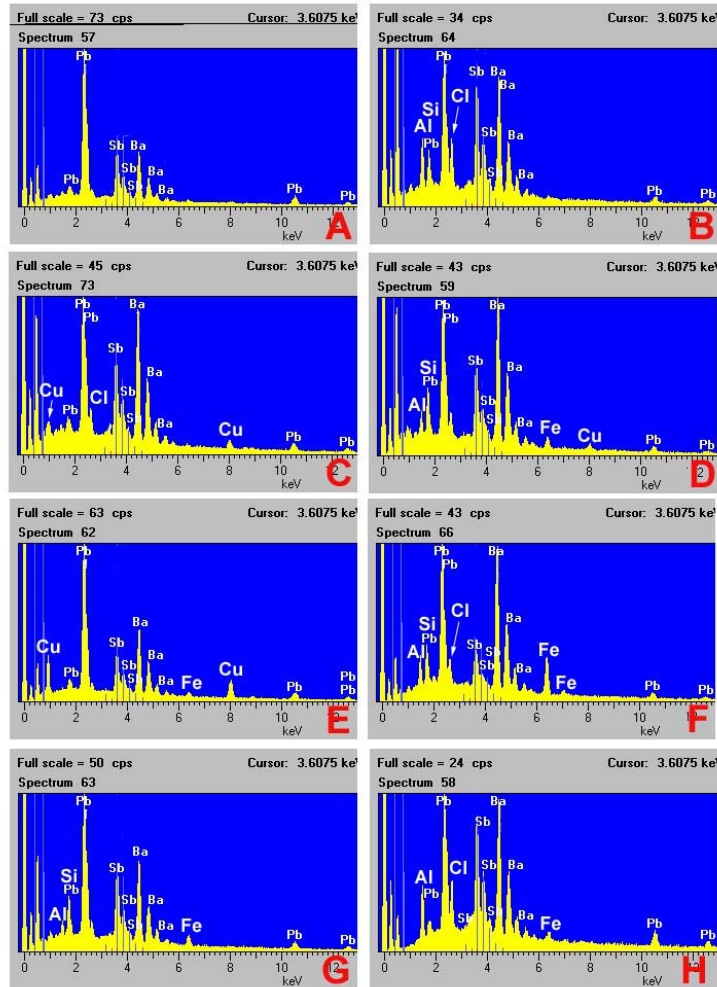 Full scale = 73 cps Cursor: 3.6075 keV
Spectrum 57
Pb
Pb Sb Sb S Ba Ba Ba Pb Pb
0 2 4 6 8 10 12
keV
A
Full scale = 34 cps Cursor: 3.6075 keV
Spectrum 64
Pb
Al Si Pb Cl Sb Sb S Ba Ba Ba Pb Pb
0 2 4 6 8 10 12
keV
B
Full scale = 45 cps Cursor: 3.6075 keV
Spectrum 73
Pb
Pb
Cu Pb Cl Sb Sb S Ba Ba Ba Cu Pb Pb
0 2 4 6 8 10 12
keV
C
Full scale = 43 cps Cursor: 3.6075 keV
Spectrum 59
Pb
Pb
Al Si Pb Sb Sb S Ba Ba Ba Fe Cu Pb Pb
0 2 4 6 8 10 12
keV
D
Full scale = 63 cps Cursor: 3.6075 keV
Spectrum 62
Pb
Cu Pb Sb Sb S Ba Ba Ba Fe Cu Pb Pb
Pb
0 2 4 6 8 10 12
keV
E
Full scale = 43 cps Cursor: 3.6075 keV
Spectrum 66
Pb
Pb
Al Si Pb Cl Sb Sb S Ba Ba Ba Fe Fe Pb Pb
0 2 4 6 8 10 12
keV
F
Full scale = 50 cps Cursor: 3.6075 keV
Spectrum 63
Pb
Al Si Pb Sb Sb S Ba Ba Ba Fe Pb Pb
0 2 4 6 8 10 12
keV
G
Full scale = 24 cps Cursor: 3.6075 keV
Spectrum 58
Pb
Al Pb Cl Sb Sb Sb S Ba Ba Ba Fe Pb Pb
0 2 4 6 8 10 12
keV
H